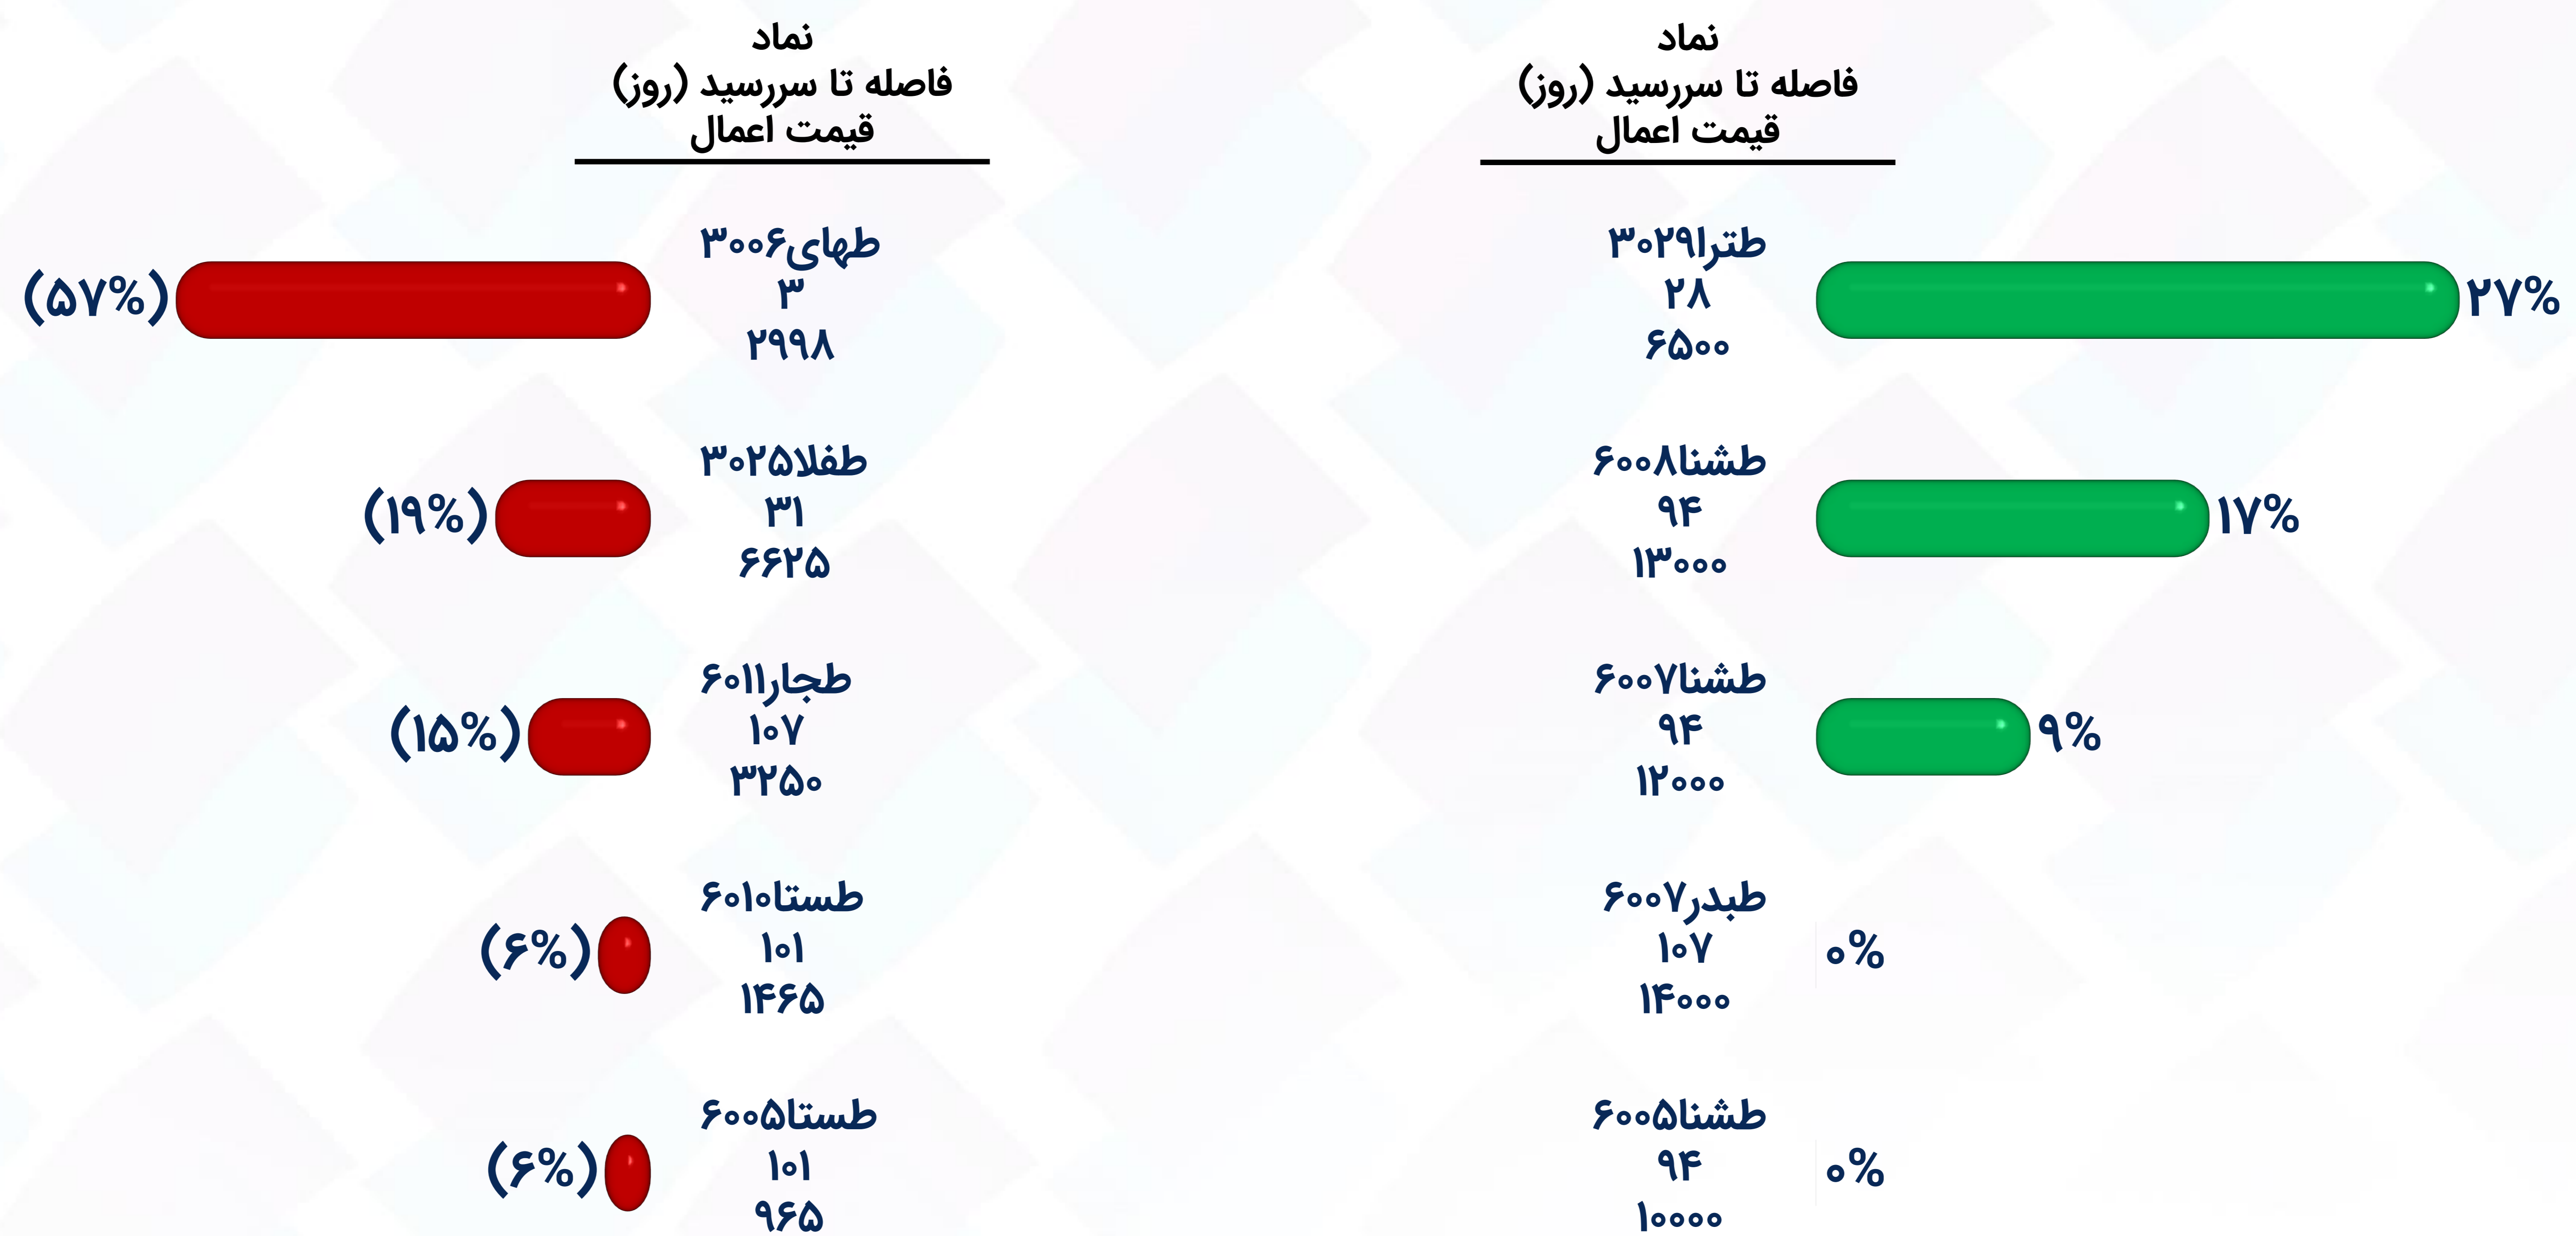 نماد
فاصله تا سررسید (روز)
قیمت اعمال
طترا۳۰۲۹
۲۸
۶۵۰۰
۲۷%
طشنا۶۰۰۸
۹۴
۱۳۰۰۰
۱۷%
طشنا۶۰۰۷
۹۴
۱۲۰۰۰
۹%
طبدر۶۰۰۷
۱۰۷
۱۴۰۰۰
۰%
طشنا۶۰۰۵
۹۴
۱۰۰۰۰
۰%
نماد
فاصله تا سررسید (روز)
قیمت اعمال
طهای۳۰۰۶
۳
۲۹۹۸
(۵۷%)
طفلا۳۰۲۵
۳۱
۶۶۲۵
(۱۹%)
طجار۶۰۱۱
۱۰۷
۳۲۵۰
(۱۵%)
طستا۶۰۱۰
۱۰۱
۱۴۶۵
(۶%)
طستا۶۰۰۵
۱۰۱
۹۶۵
(۶%)